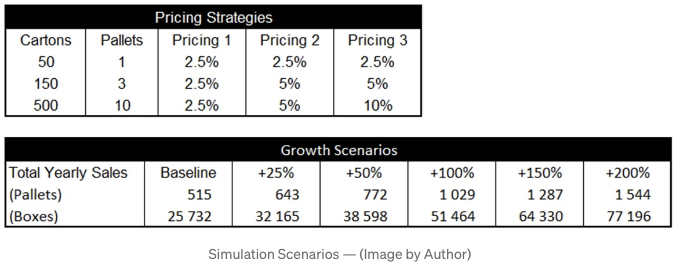 Pricing Strategies
Cartons Pallets Pricing 1 Pricing 2 Pricing 3
50 1 2.5% 2.5% 2.5%
150 3 2.5% 5% 5%
500 10 2.5% 5% 10%
Growth Scenarios
Total Yearly Sales Baseline +25% +50% +100% +150% +200%
(Pallets) 515 643 772 1 029 1 287 1 544
(Boxes) 25 732 32 165 38 598 51 464 64 330 77 196
Simulation Scenarios — (Image by Author)